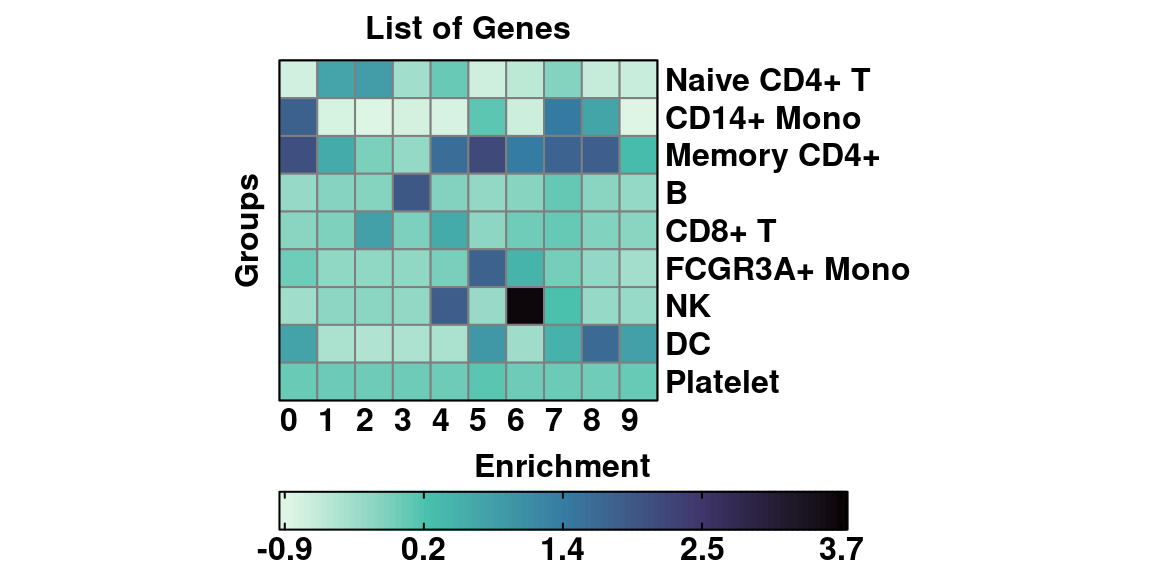 List of Genes
Groups
Naive CD4+ T
CD14+ Mono
Memory CD4+
B
CD8+ T
FCGR3A+ Mono
NK
DC
Platelet
0 1 2 3 4 5 6 7 8 9
Enrichment
-0.9 0.2 1.4 2.5 3.7